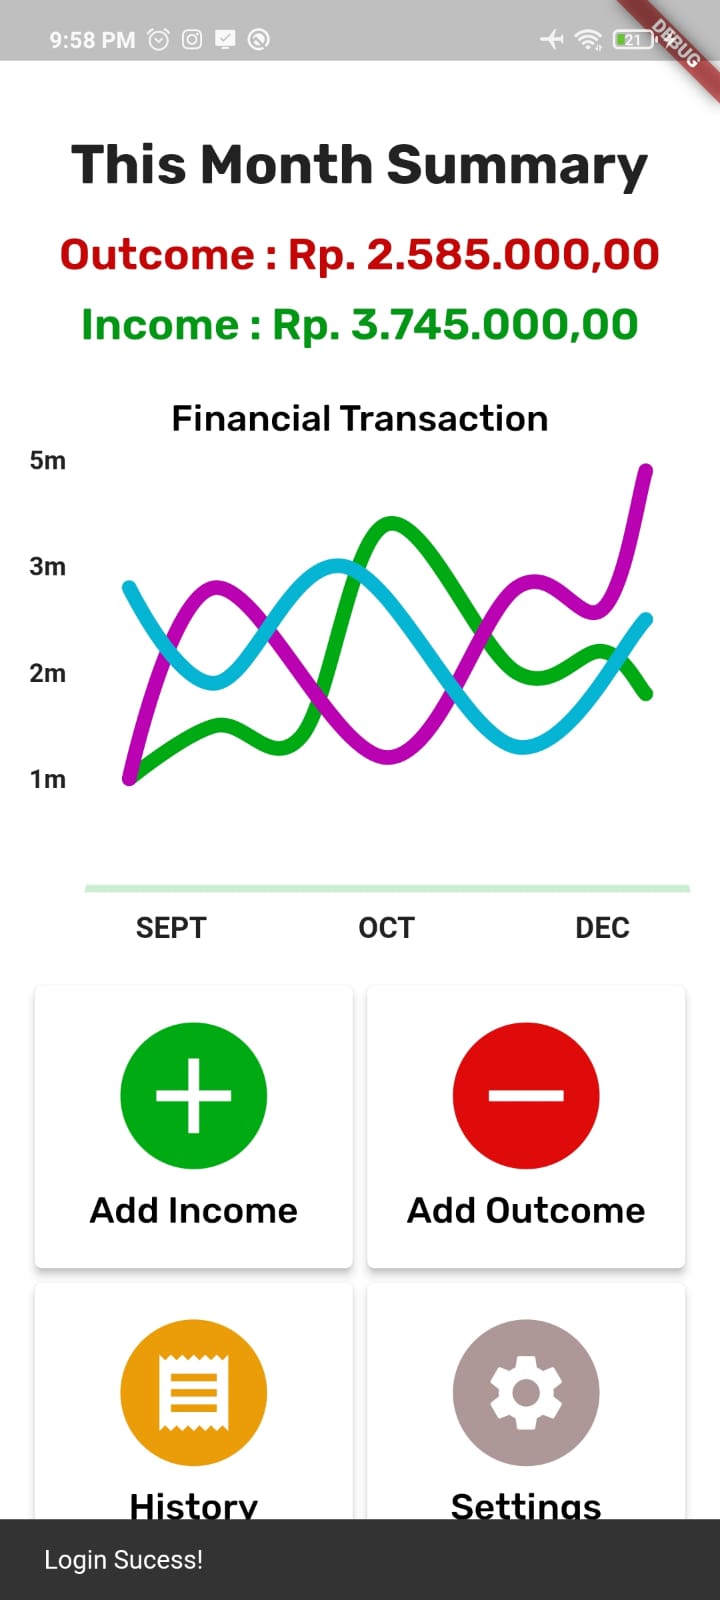 9:58 PM
21
DEBUG
This Month Summary
Outcome : Rp. 2.585.000,00
Income : Rp. 3.745.000,00
Financial Transaction
5m
3m
2m
1m
SEPT OCT DEC
Add Income Add Outcome
History Settings
Login Sucess!